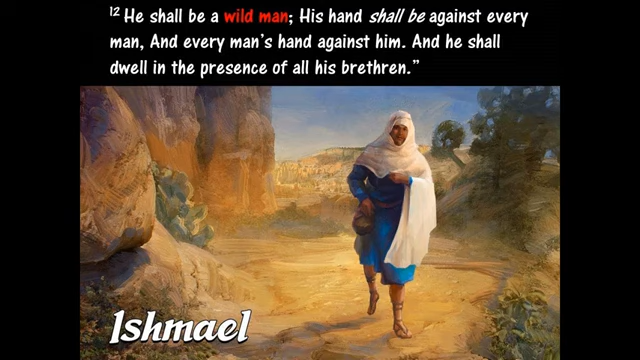 12 He shall be a wild man; His hand shall be against every
man, And every man's hand against him. And he shall
dwell in the presence of all his brethren.”
Ishmael